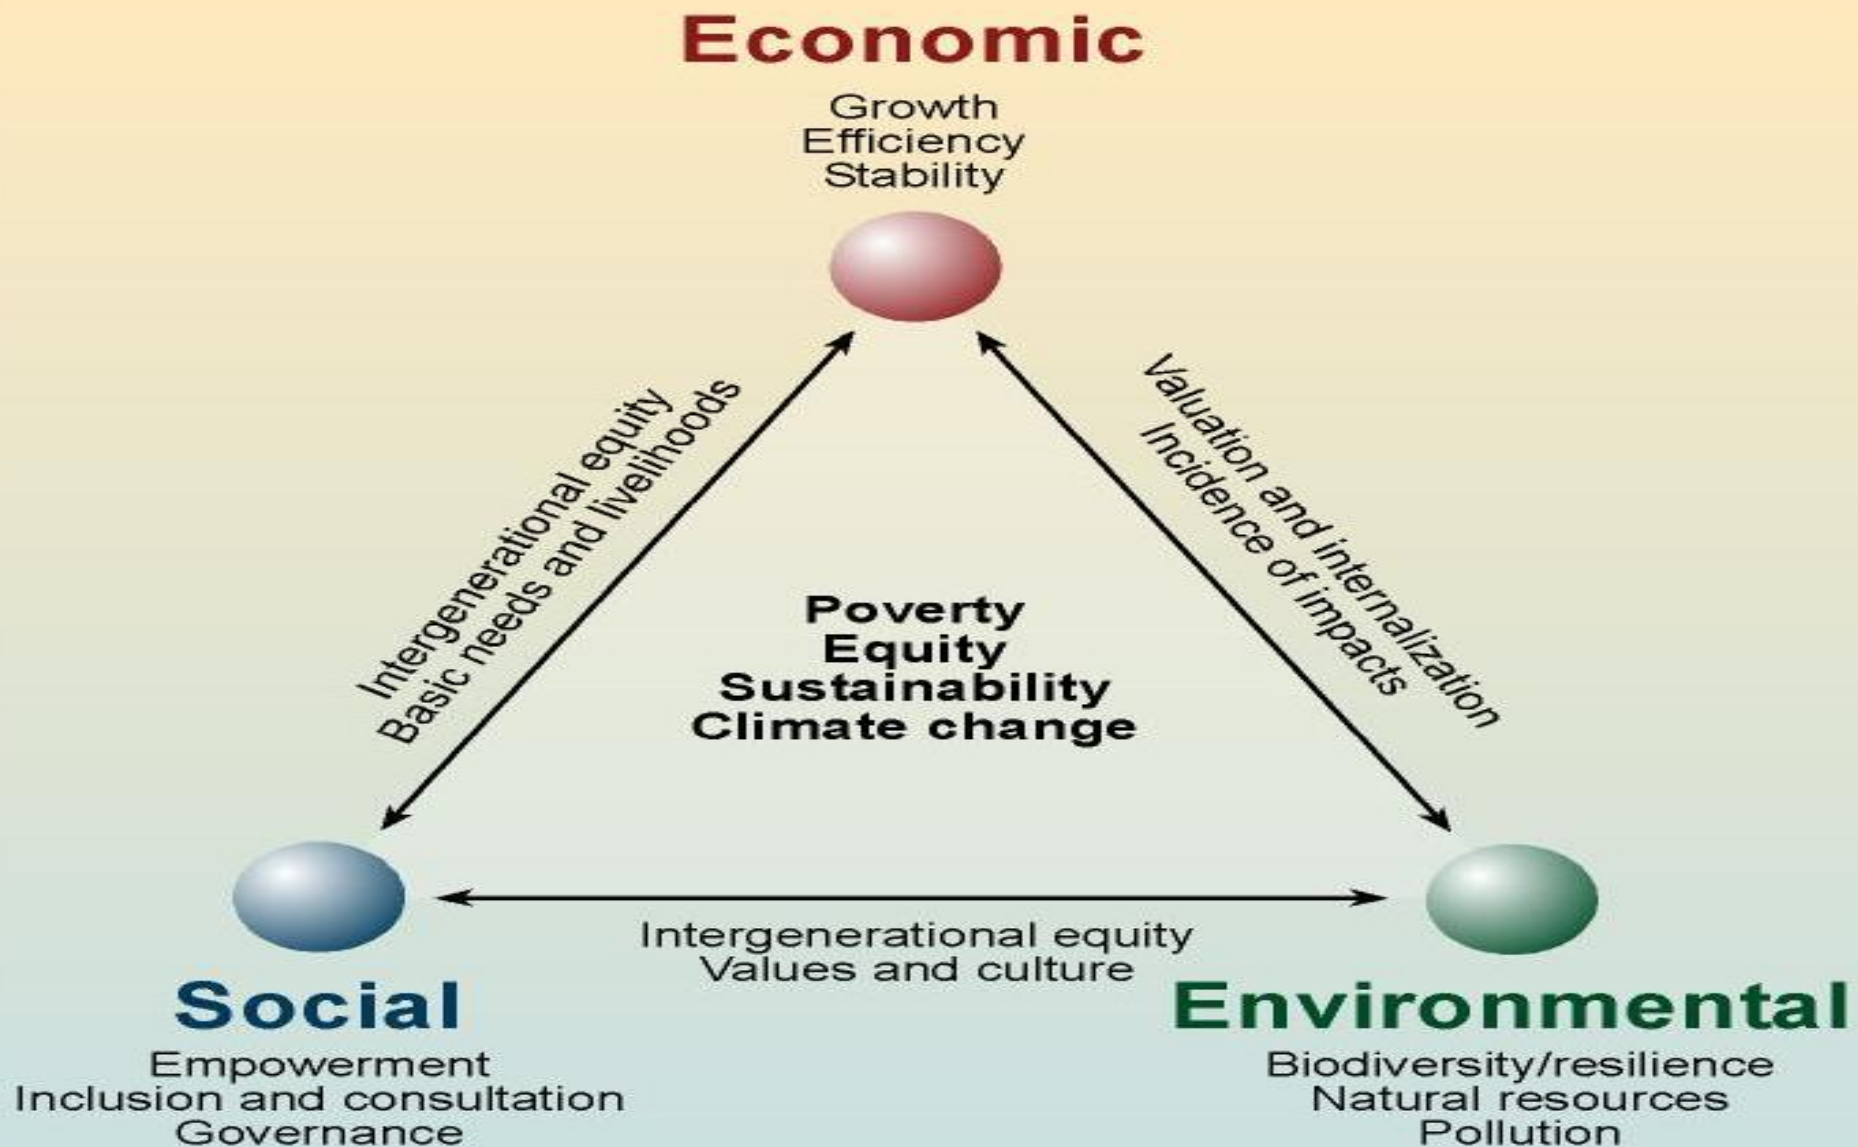 Economic
Growth
Efficiency
Stability
Intergenerational equity
Basic needs and livelihoods
Valuation and internalization
Incidence of impacts
Poverty
Equity
Sustainability
Climate change
Intergenerational equity
Values and culture
Social
Empowerment
Inclusion and consultation
Governance
Environmental
Biodiversity/resilience
Natural resources
Pollution